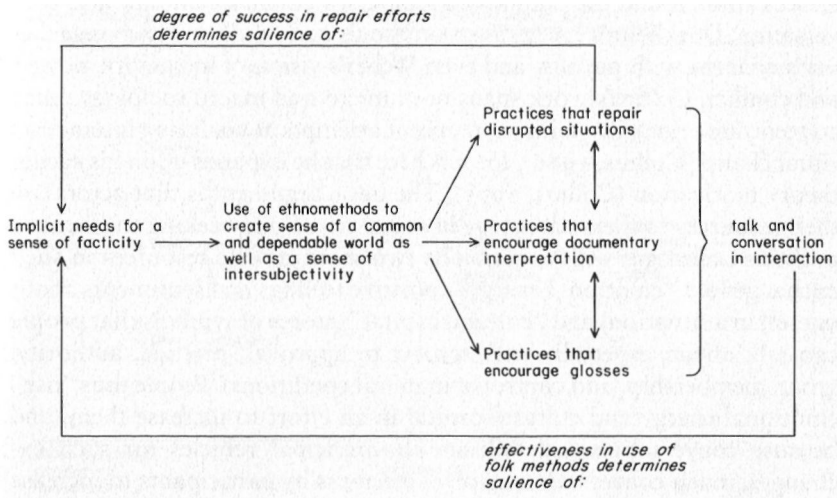 degree of success in repair efforts
determines salience of:
Practices that repair
disrupted situations
Implicit needs for
sense of facticity
Use of ethnomethods to
create sense of a common
and dependable world as
well as a sense of
intersubjectivity
Practices that
encourage documentary
interpretation
talk and
conversation
in interaction
Practices that
encourage glosses
effectiveness in use of
folk methods determines
salience of: